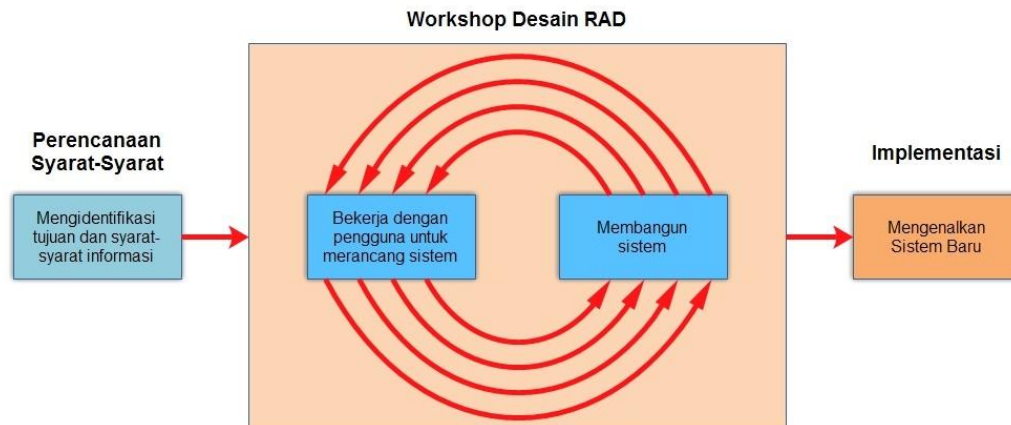 Workshop Desain RAD
Perencanaan
Syarat-Syarat
Mengidentifikasi
tujuan dan syarat-
syarat informasi
Bekerja dengan
pengguna untuk
merancang sistem
Membangun
sistem
Implementasi
Mengenalkan
Sistem Baru